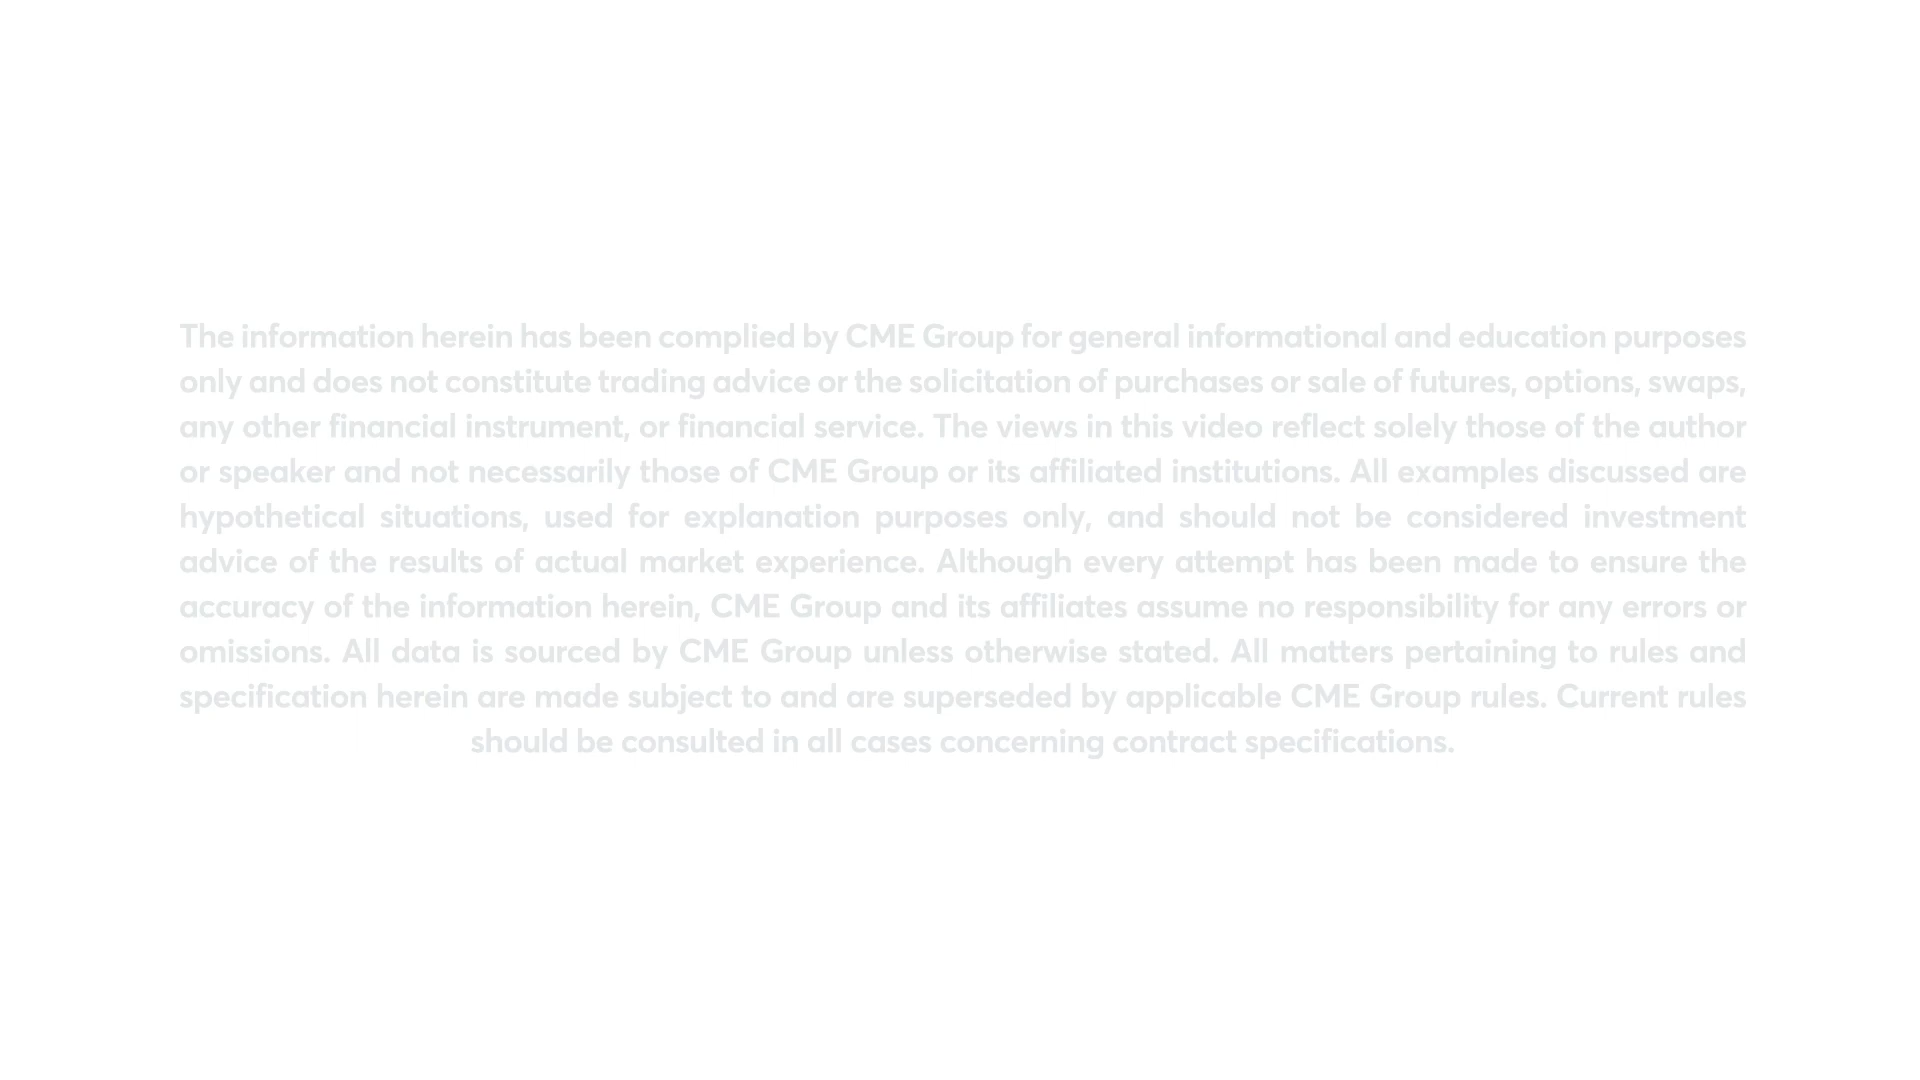 The information herein has been complied by CME Group for general informational and education purposes
only and does not constitute trading advice or the solicitation of purchases or sale of futures, options, swaps,
any other financial instrument, or financial service. The views in this video reflect solely those of the author
or speaker and not necessarily those of CME Group or its affiliated institutions. All examples discussed are
hypothetical situations, used for explanation purposes only, and should not be considered investment
advice of the results of actual market experience. Although every attempt has been made to ensure the
accuracy of the information herein, CME Group and its affiliates assume no responsibility for any errors or
omissions. All data is sourced by CME Group unless otherwise stated. All matters pertaining to rules and
specification herein are made subject to and are superseded by applicable CME Group rules. Current rules
should be consulted in all cases concerning contract specifications.